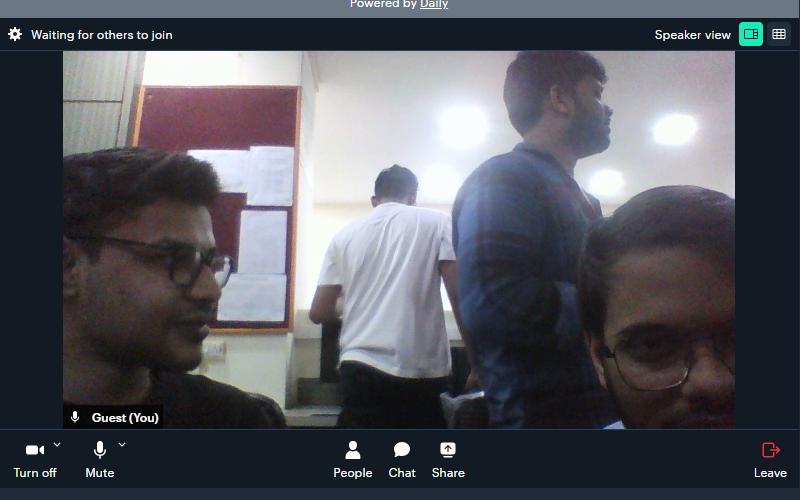 Powered by Daily
Waiting for others to join
Speaker view
Guest (You)
Turn off
Mute
People
Chat
Share
Leave